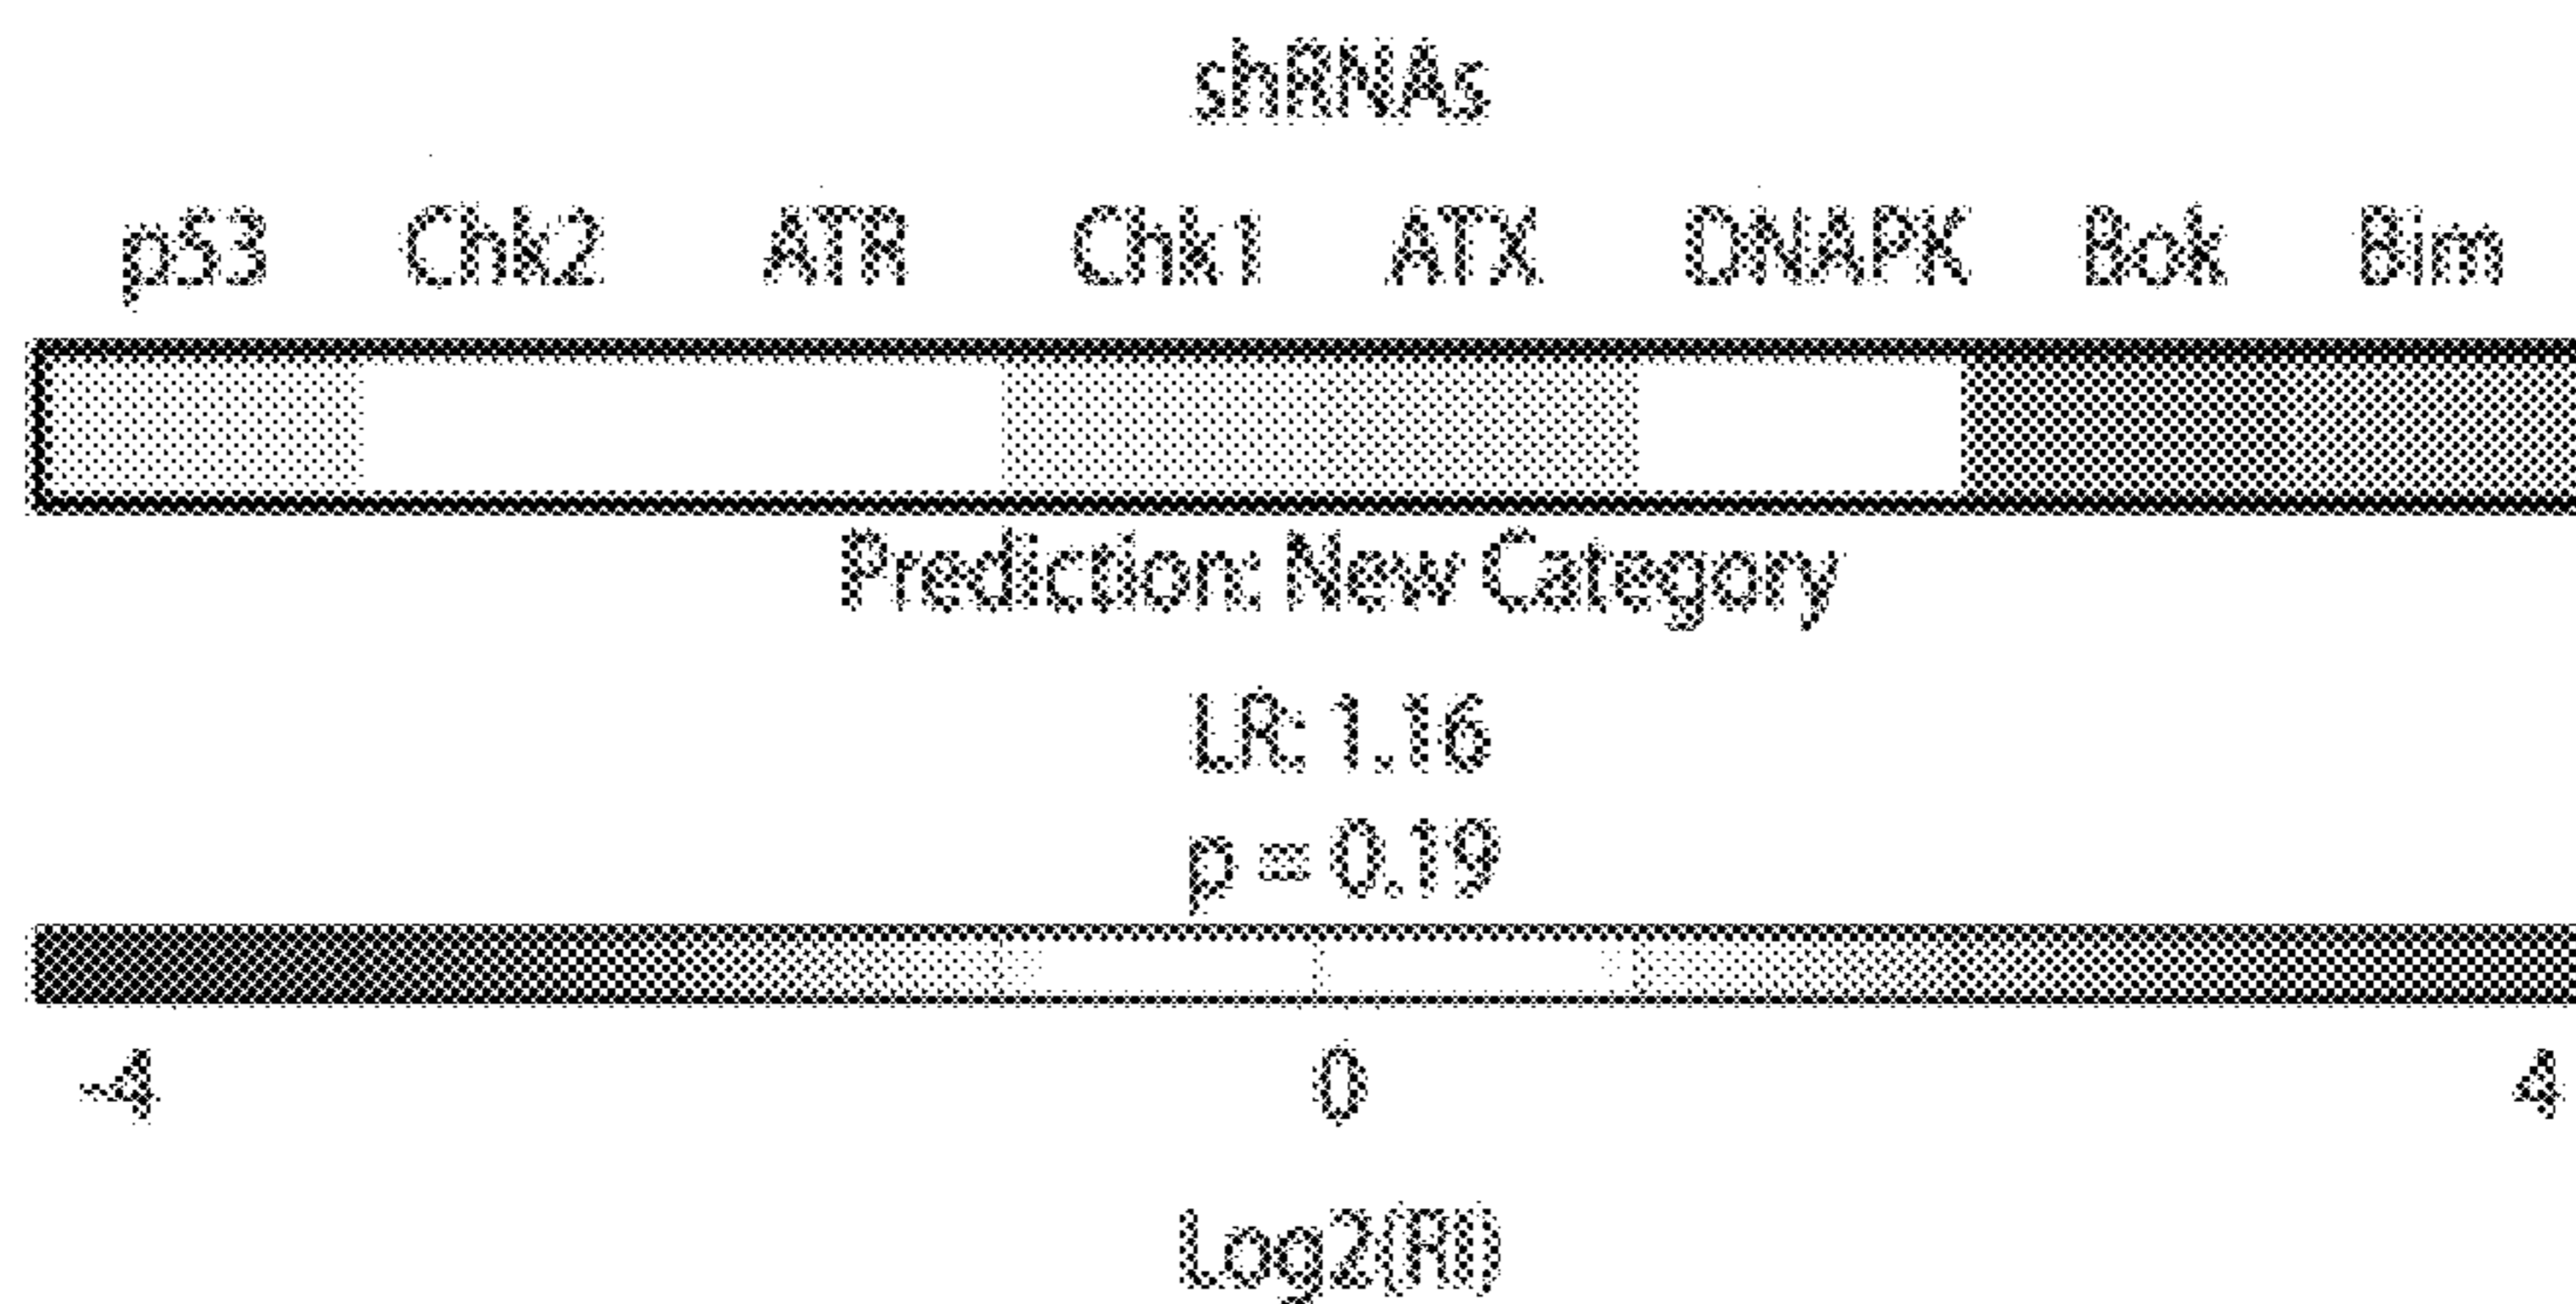 shRNAs
p53 Chk2 ATR Chk1 ATX DNAPK Bok Bim
Prediction: New Category
LR: 1.16
p = 0.19
-4 0 4
Log2(RI)